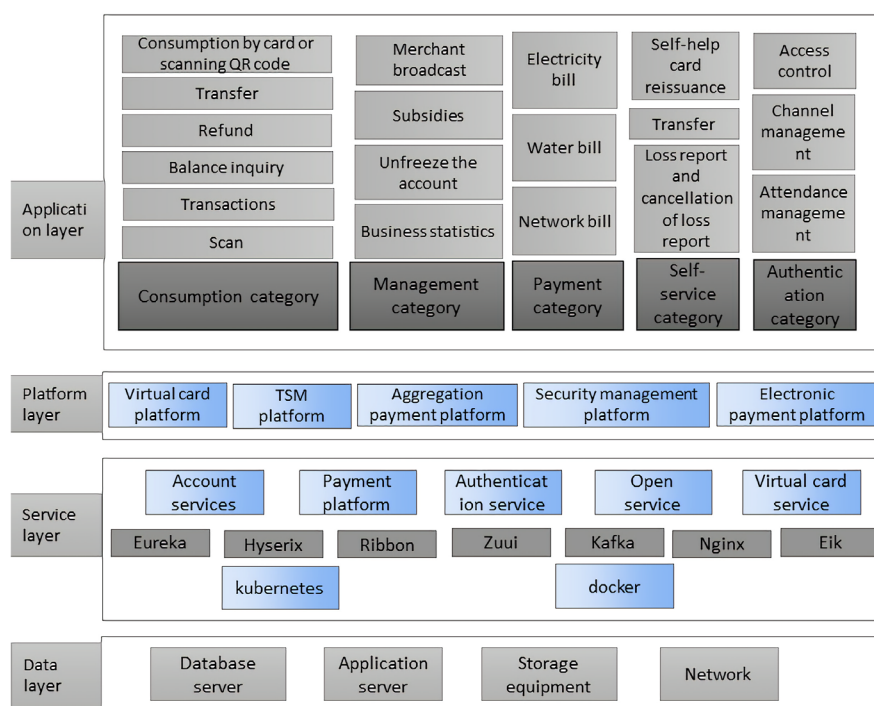 Consumption by card or
scanning QR code
Transfer
Refund
Balance inquiry
Transactions
Scan
Consumption category
Merchant
broadcast
Subsidies
Unfreeze the
account
Business statistics
Management
category
Electricity
bill
Water bill
Network bill
Payment
category
Self-help
card
reissuance
Transfer
Loss report
and
cancellation
of loss
report
Self-
service
category
Access
control
Channel
manageme
nt
Attendance
manageme
nt
Authentic
ation category
Applicati
on layer
Platform
layer
Virtual card
platform
TSM
platform
Aggregation
payment platform
Security management
platform
Electronic
payment platform
Service
layer
Account
services
Payment
platform
Authenticat
ion service
Open
service
Virtual card
service
Eureka
Hyserix
Ribbon
Zuui
Kafka
Nginx
Eik
kubernetes
docker
Data
layer
Database
server
Application
server
Storage
equipment
Network